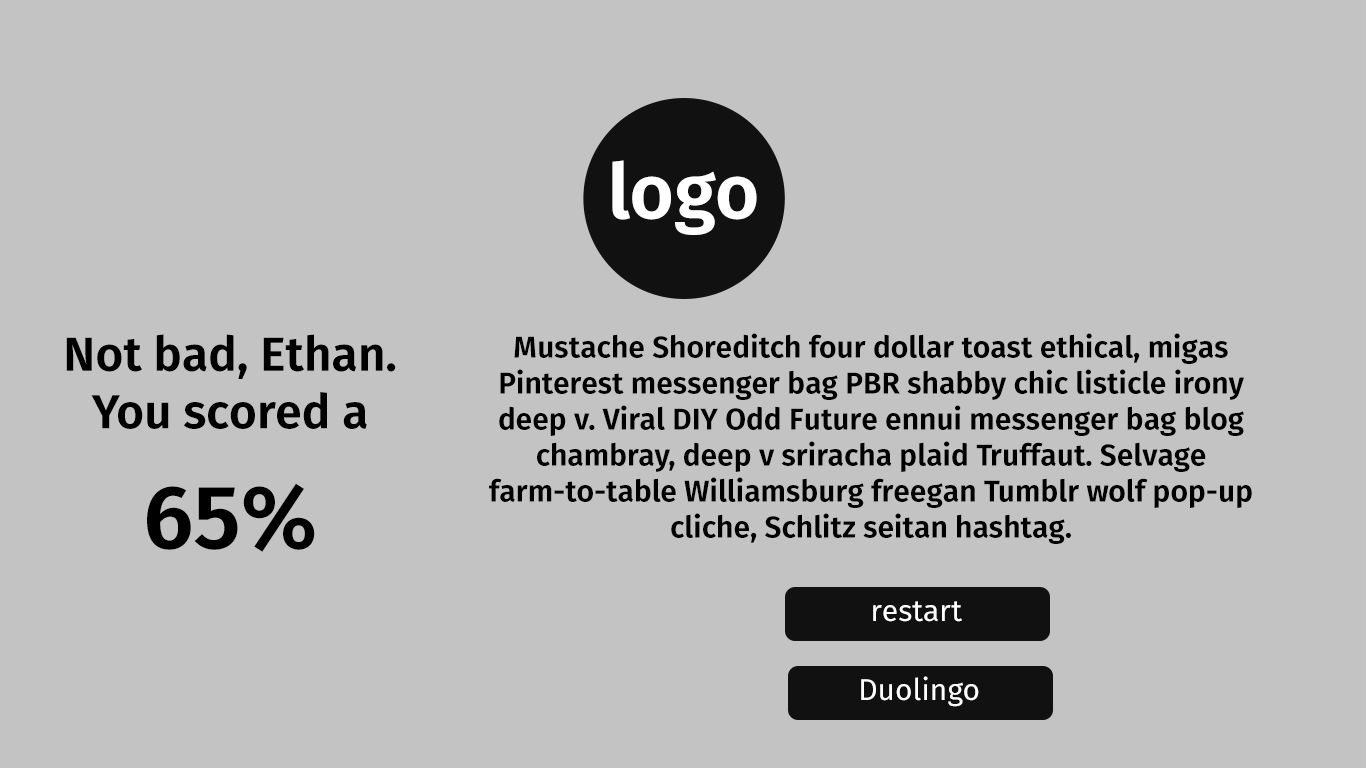 logo
Not bad, Ethan.
You scored a
65%
Mustache Shoreditch four dollar toast ethical, migas
Pinterest messenger bag PBR shabby chic listicle irony
deep v. Viral DIY Odd Future ennui messenger bag blog
chambray, deep v sriracha plaid Truffaut. Selvage
farm-to-table Williamsburg freegan Tumblr wolf pop-up
cliche, Schlitz seitan hashtag.
restart
Duolingo